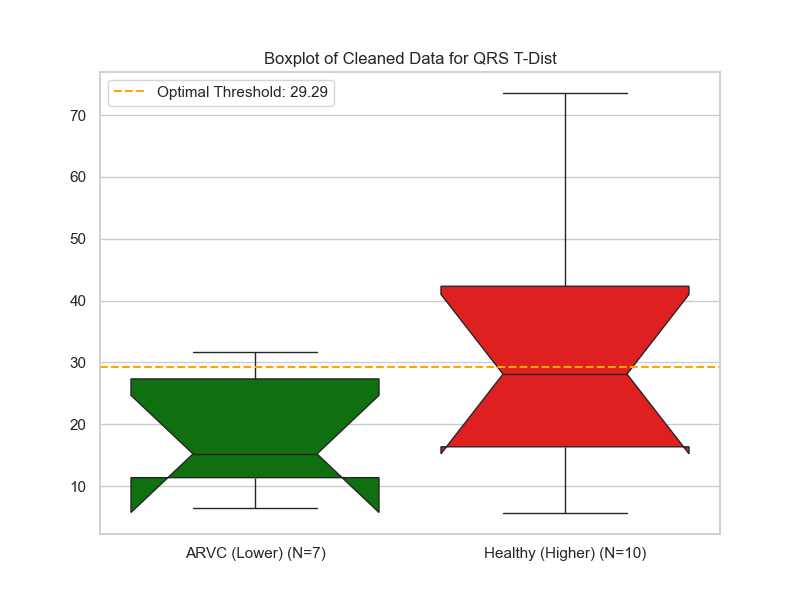 Boxplot of Cleaned Data for QRS T-Dist
Optimal Threshold: 29.29
70
60
50
40
30
20
10
ARVC (Lower) (N=7)
Healthy (Higher) (N=10)